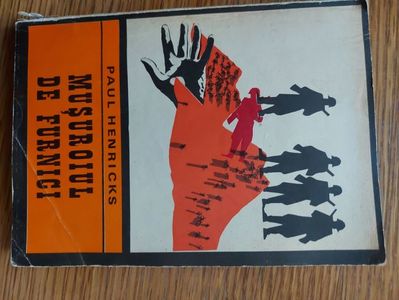 PAUL HENRICKS
MUȘUROIUL
DE FURNICI